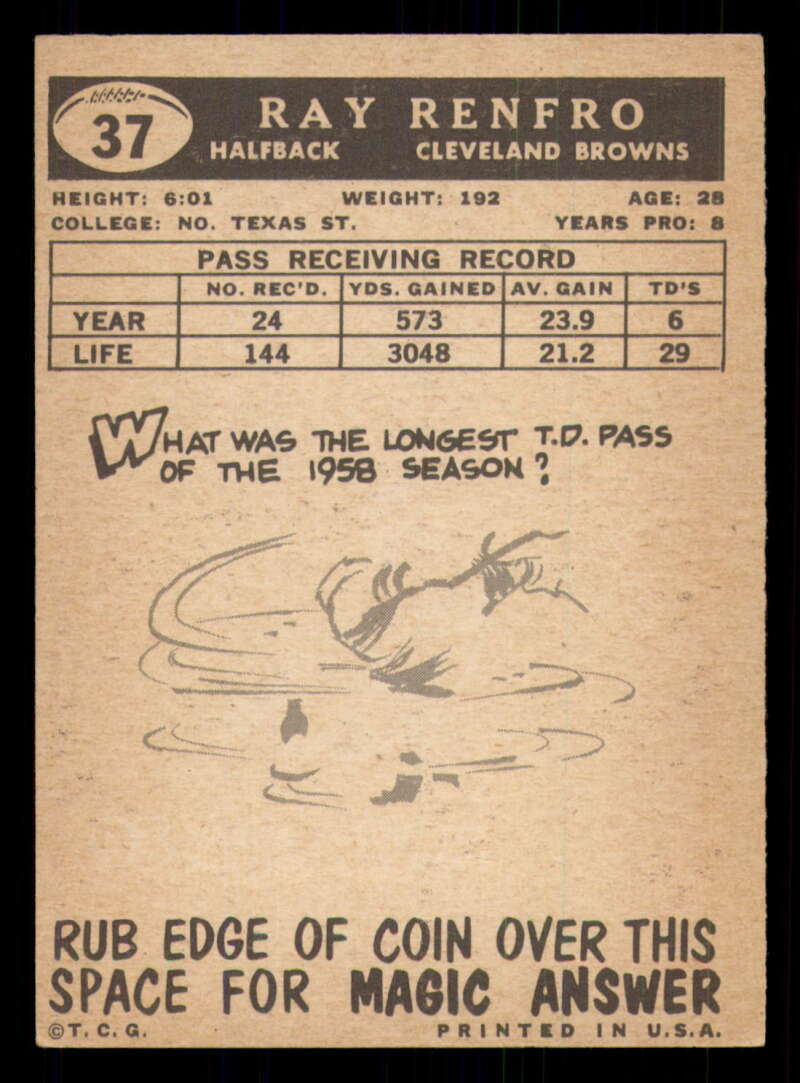 37
RAY RENFRO
HALFBACK CLEVELAND BROWNS
HEIGHT: 6:01 WEIGHT: 192 AGE: 28
COLLEGE: NO. TEXAS ST. YEARS PRO: 8
PASS RECEIVING RECORD
NO. REC'D. YDS. GAINED AV. GAIN TD'S
YEAR 24 573 23.9 6
LIFE 144 3048 21.2 29
WHAT WAS THE LONGEST T.D. PASS
OF THE 1958 SEASON?
RUB EDGE OF COIN OVER THIS
SPACE FOR MAGIC ANSWER
©T.C.G. PRINTED IN U.S.A.